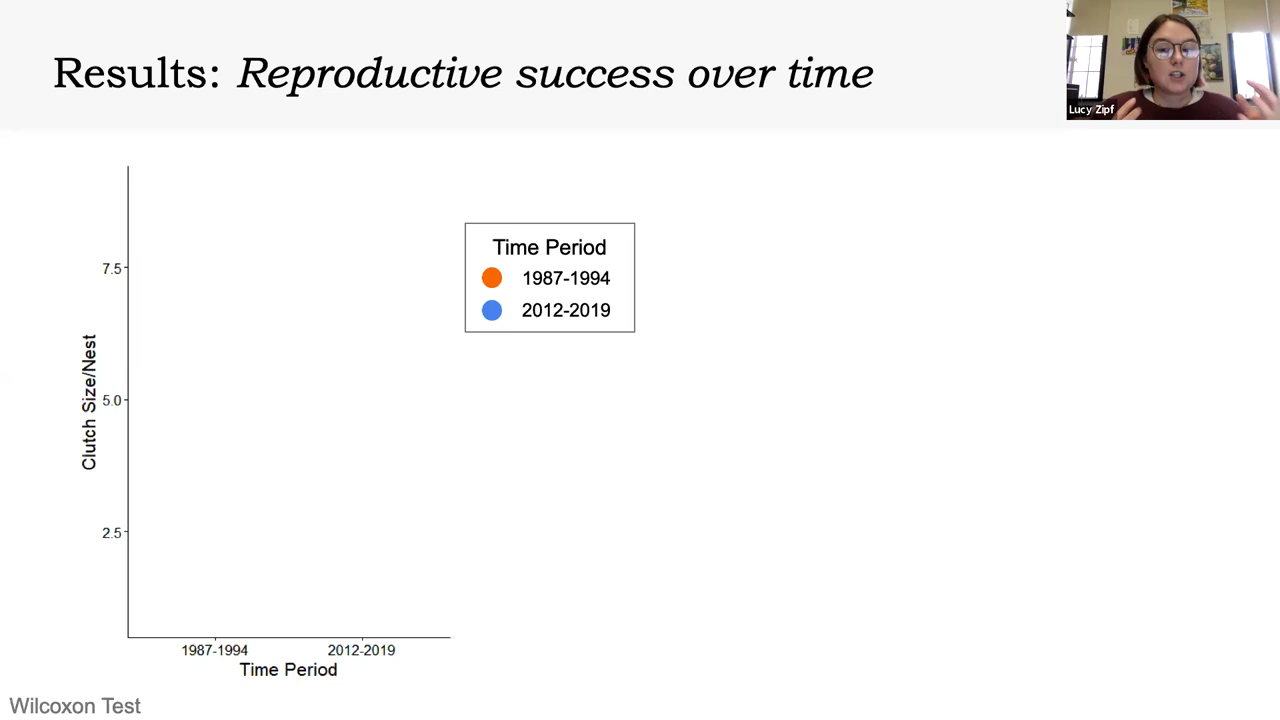 Results: Reproductive success over time
Lucy Zipf
Time Period
1987-1994
2012-2019
7.5
5.0
2.5
Clutch Size/Nest
1987-1994
2012-2019
Time Period
Wilcoxon Test